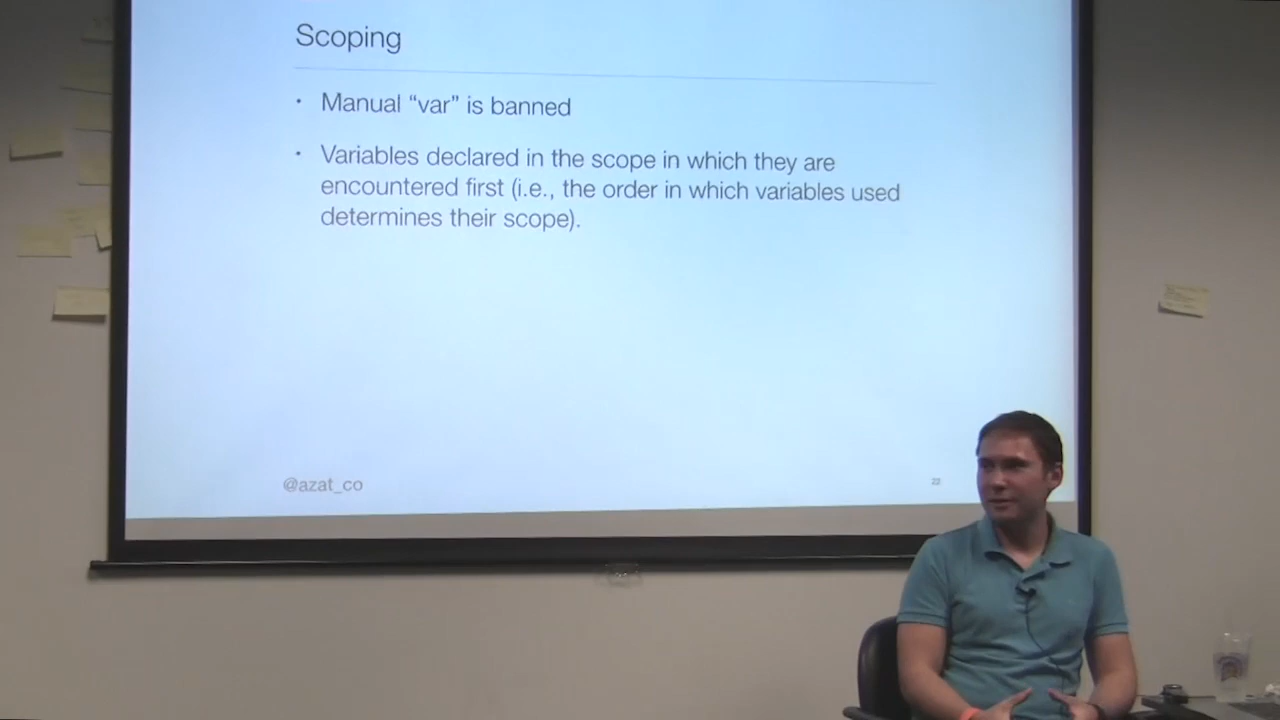 Scoping
• Manual “var” is banned
• Variables declared in the scope in which they are
encountered first (i.e., the order in which variables used
determines their scope).
@azat_co
22